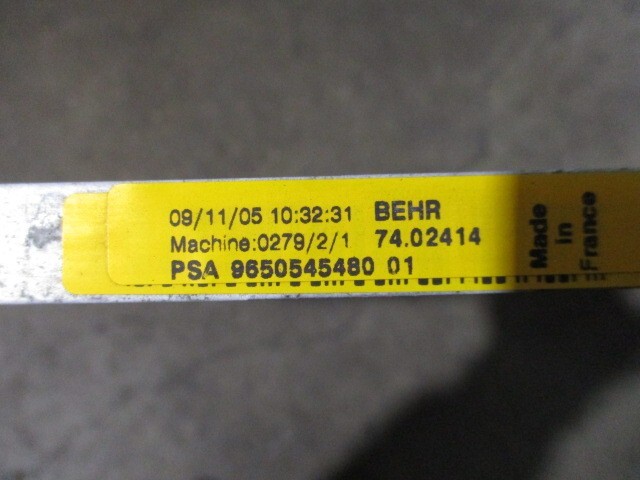 09/11/05 10:32:31 BEHR
Machine:0279/2/1 74.02414
PSA 9650545480 01
Made
in
France